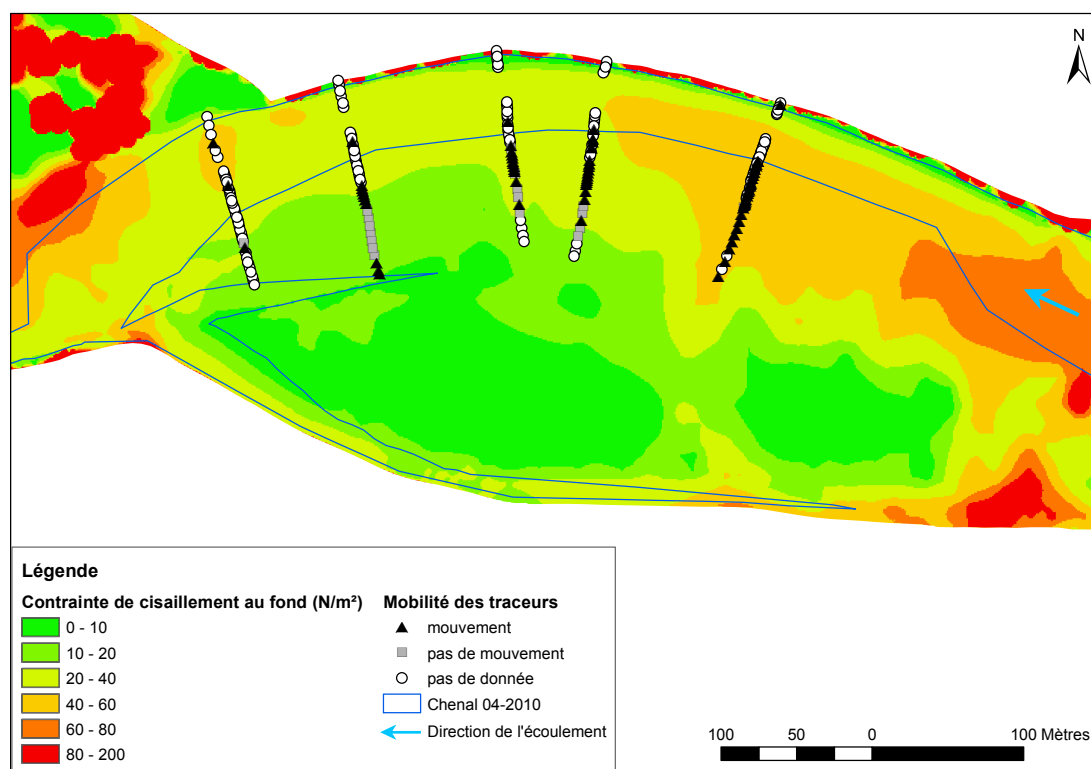 N
Légende
Contrainte de cisaillement au fond (N/m²)
0 - 10
10 - 20
20 - 40
40 - 60
60 - 80
80 - 200
Mobilité des traceurs
mouvement
pas de mouvement
pas de donnée
Chenal 04-2010
Direction de l'écoulement
100 50 0 100 Mètres